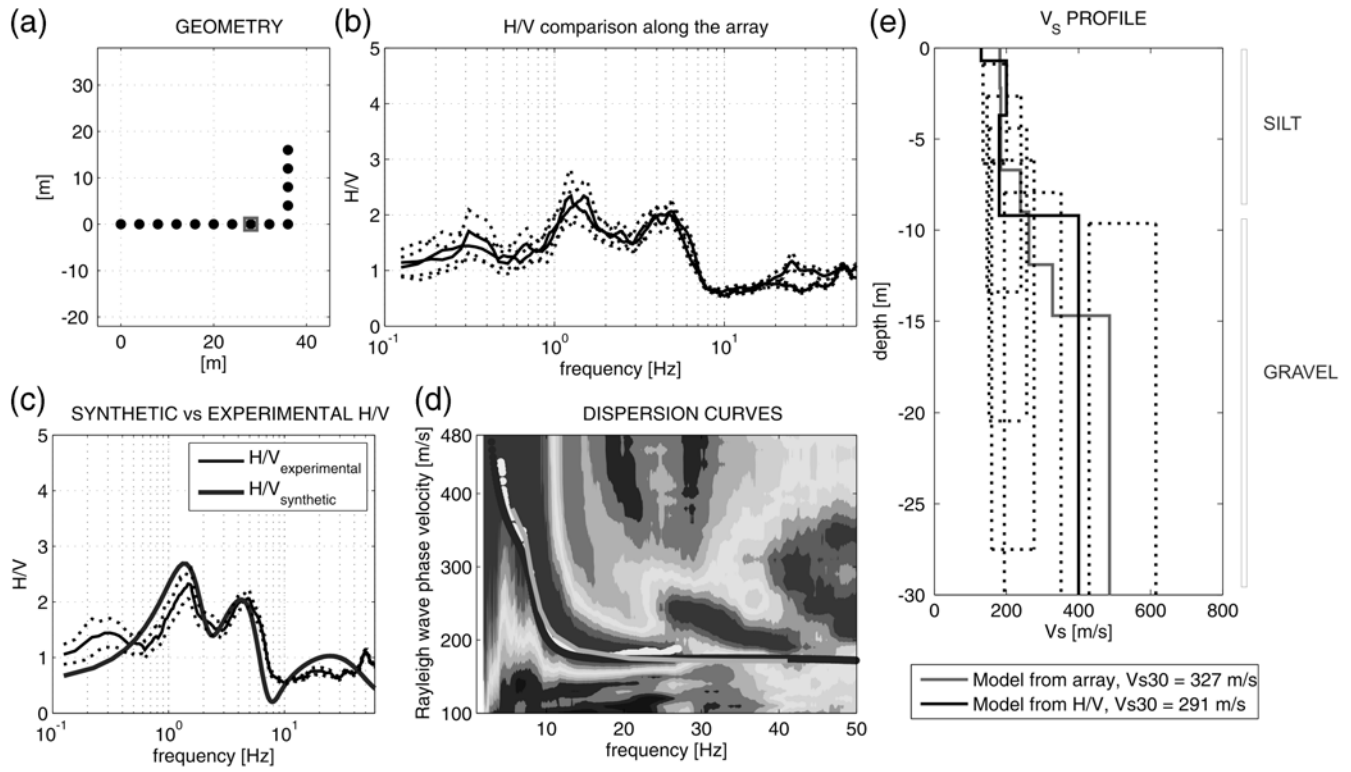 (a)
GEOMETRY
30
20
10
0
-10
-20
[m]
0
20
40
[m]
(b)
H/V comparison along the array
5
4
3
2
1
0
H/V
10^-1
10^0
10^1
frequency [Hz]
(c)
SYNTHETIC vs EXPERIMENTAL H/V
5
4
3
2
1
0
H/V
H/V_experimental
H/V_synthetic
10^-1
10^0
10^1
frequency [Hz]
(d)
DISPERSION CURVES
480
400
300
200
100
Rayleigh wave phase velocity [m/s]
10
20
30
40
50
frequency [Hz]
(e)
V_S PROFILE
0
-5
-10
-15
-20
-25
-30
depth [m]
0
200
400
600
800
Vs [m/s]
SILT
GRAVEL
Model from array, Vs30 = 327 m/s
Model from H/V, Vs30 = 291 m/s